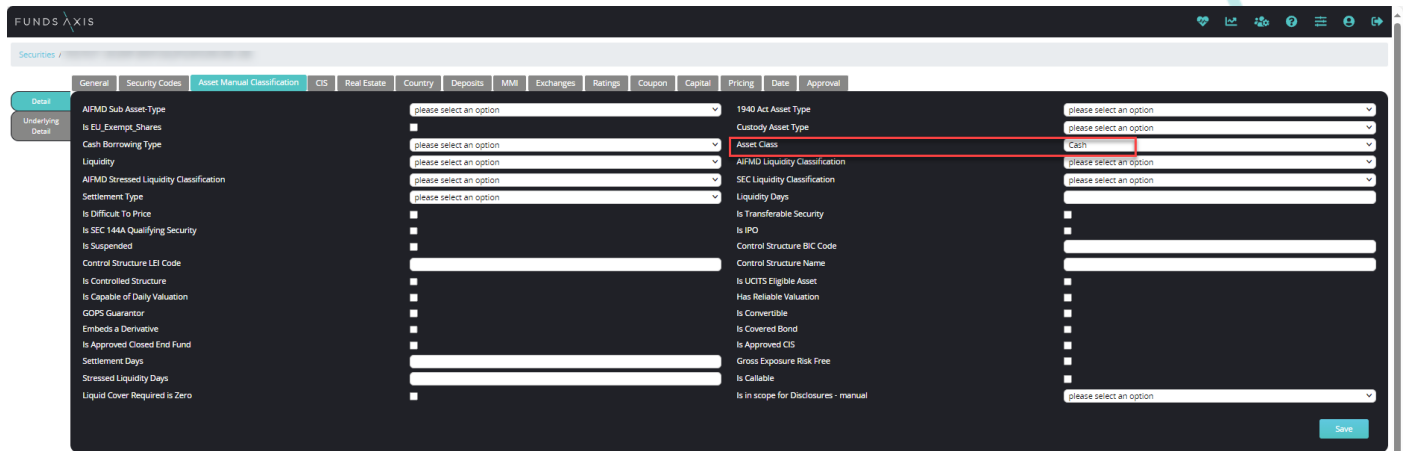 FUNDS AXIS
Securities /
General Security Codes Asset Manual Classification CIS Real Estate Country Deposits MMI Exchanges Ratings Coupon Capital Pricing Date Approval
Detail
Underlying
Detail
AIFMD Sub Asset-Type please select an option 1940 Act Asset Type please select an option
Is EU_Exempt_Shares Custody Asset Type please select an option
Cash Borrowing Type please select an option Asset Class Cash
Liquidity please select an option AIFMD Liquidity Classification please select an option
AIFMD Stressed Liquidity Classification please select an option SEC Liquidity Classification please select an option
Settlement Type please select an option Liquidity Days
Is Difficult To Price Is Transferable Security
Is SEC 144A Qualifying Security Is IPO
Is Suspended Control Structure BIC Code
Control Structure LEI Code Control Structure Name
Is Controlled Structure Is UCITS Eligible Asset
Is Capable of Daily Valuation Has Reliable Valuation
GOPS Guarantor Is Convertible
Embeds a Derivative Is Covered Bond
Is Approved Closed End Fund Is Approved CIS
Settlement Days Gross Exposure Risk Free
Stressed Liquidity Days Is Callable
Liquid Cover Required is Zero Is in scope for Disclosures - manual please select an option
Save